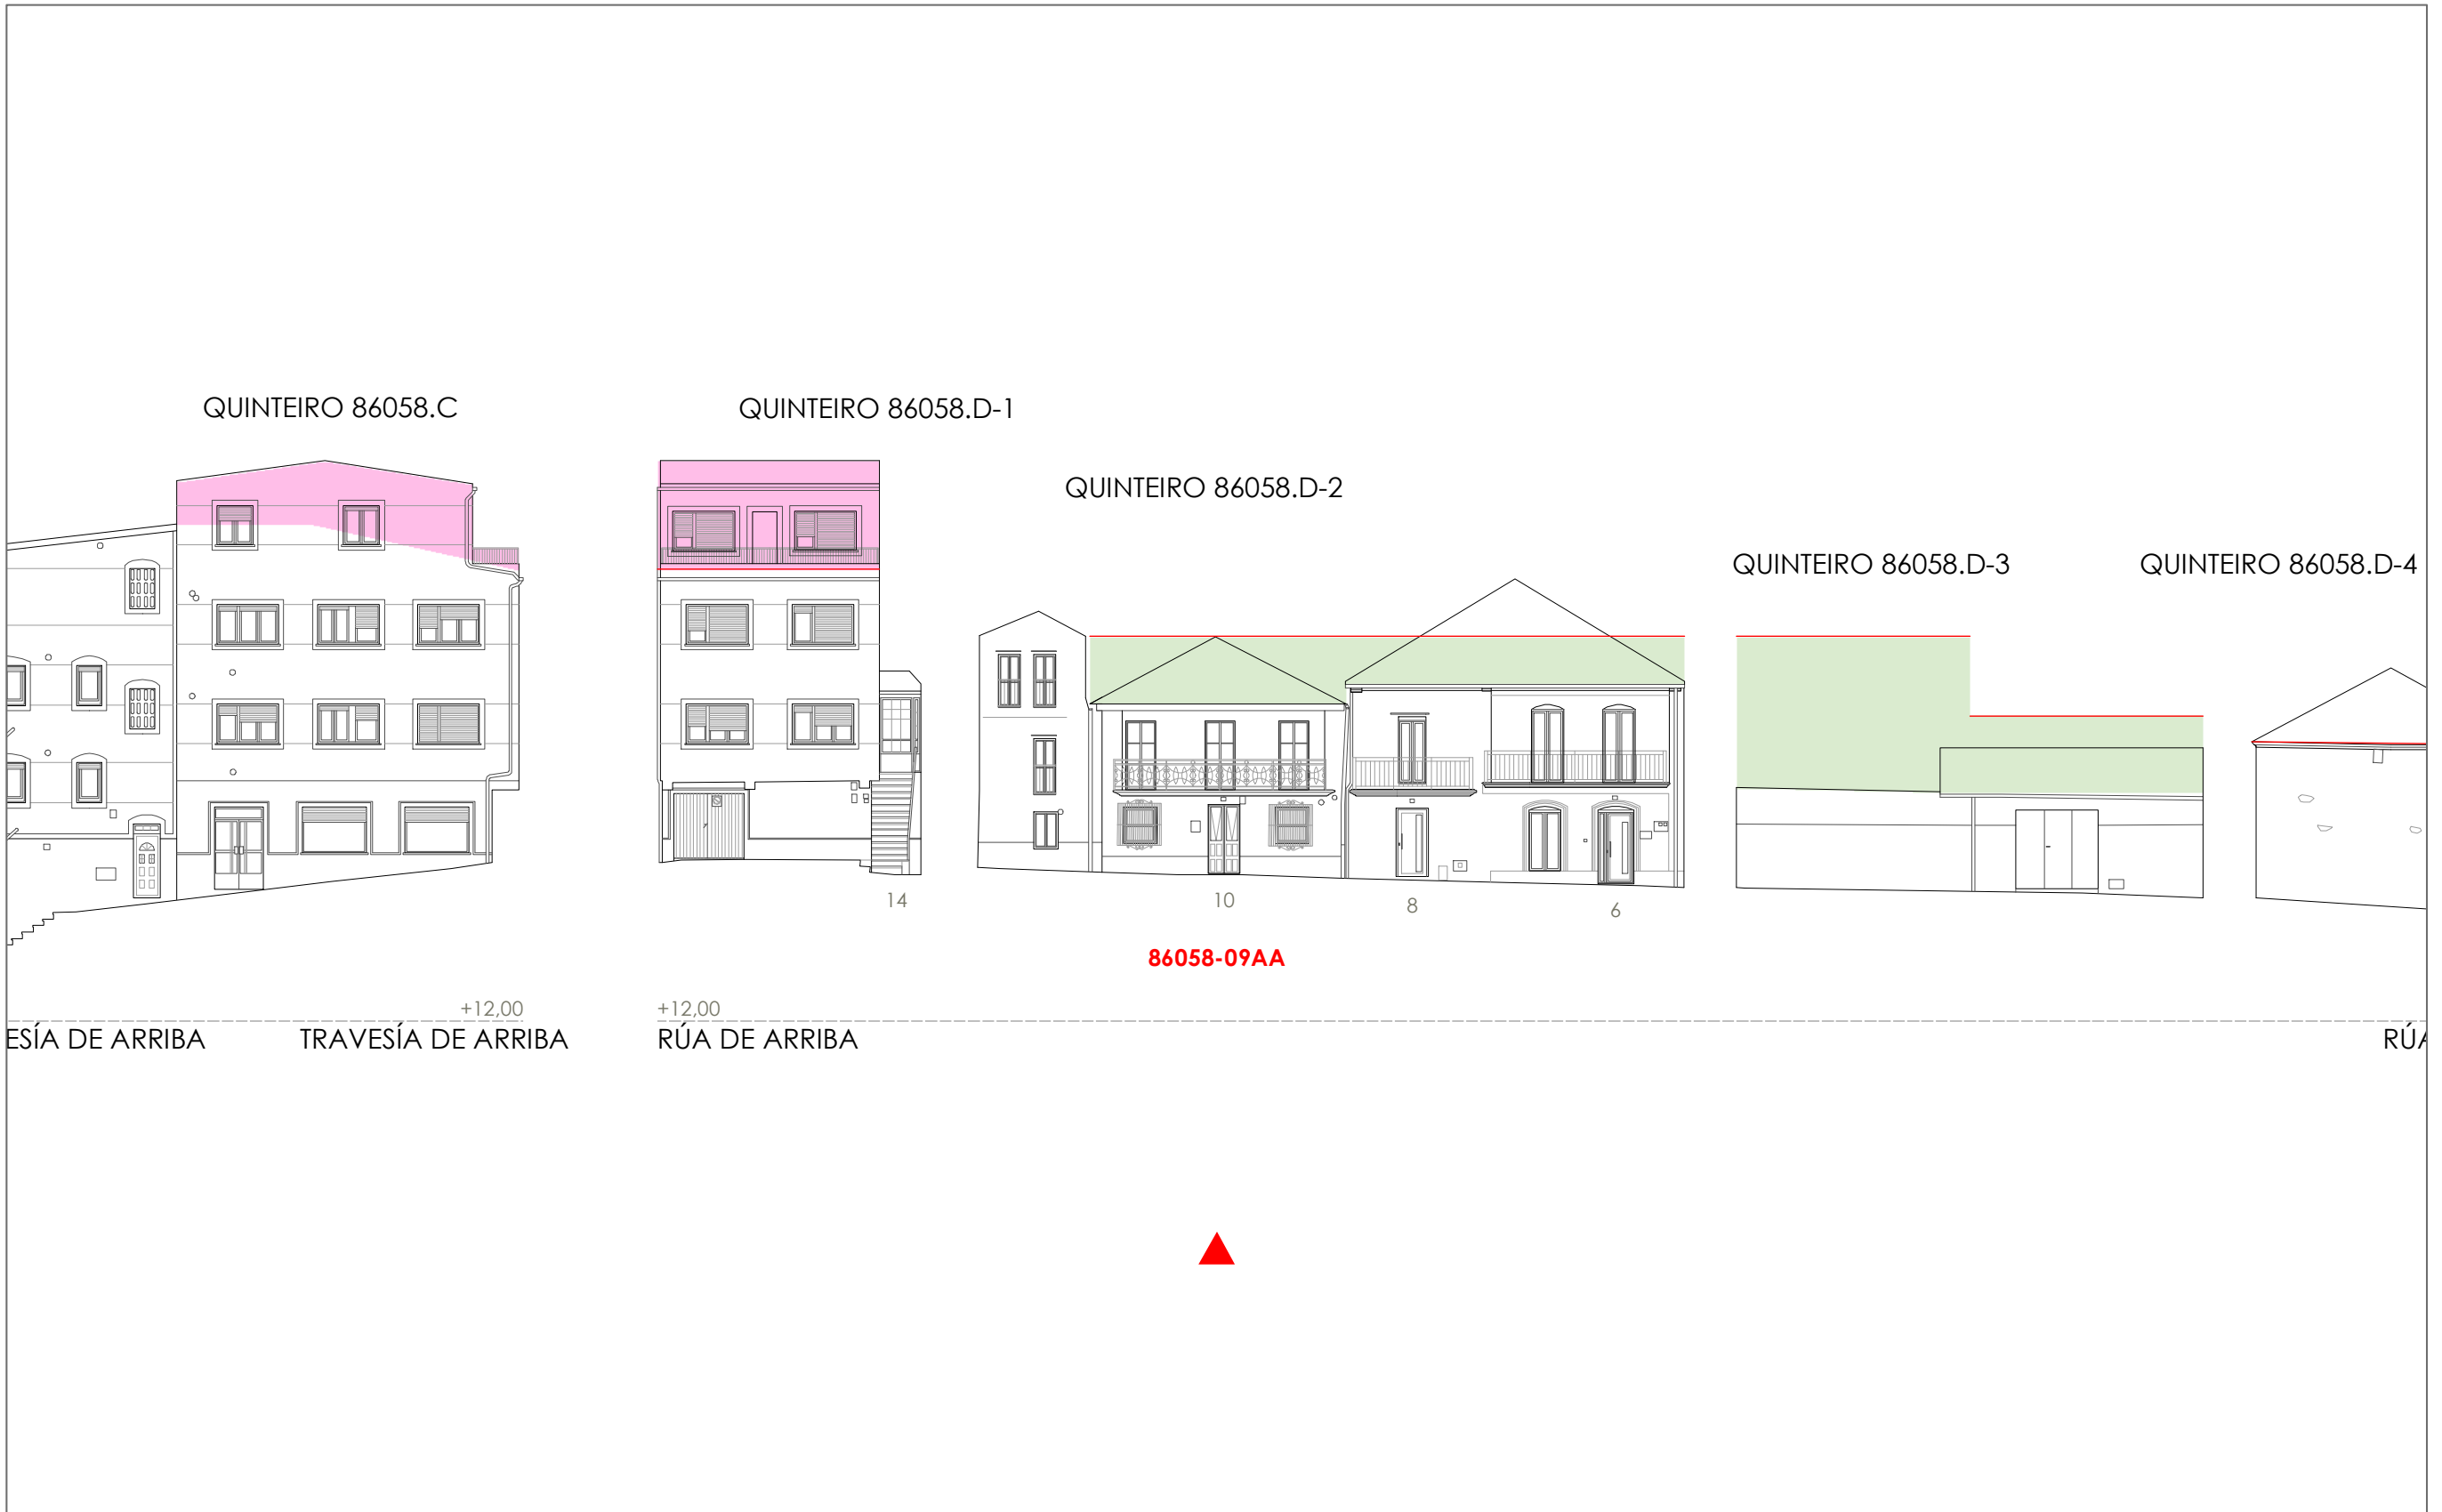 QUINTEIRO 86058.C
QUINTEIRO 86058.D-1
QUINTEIRO 86058.D-2
QUINTEIRO 86058.D-3
QUINTEIRO 86058.D-4
14
10
8
6
86058-09AA
+12,00
+12,00
ESÍA DE ARRIBA
TRAVESÍA DE ARRIBA
RÚA DE ARRIBA
RÚA